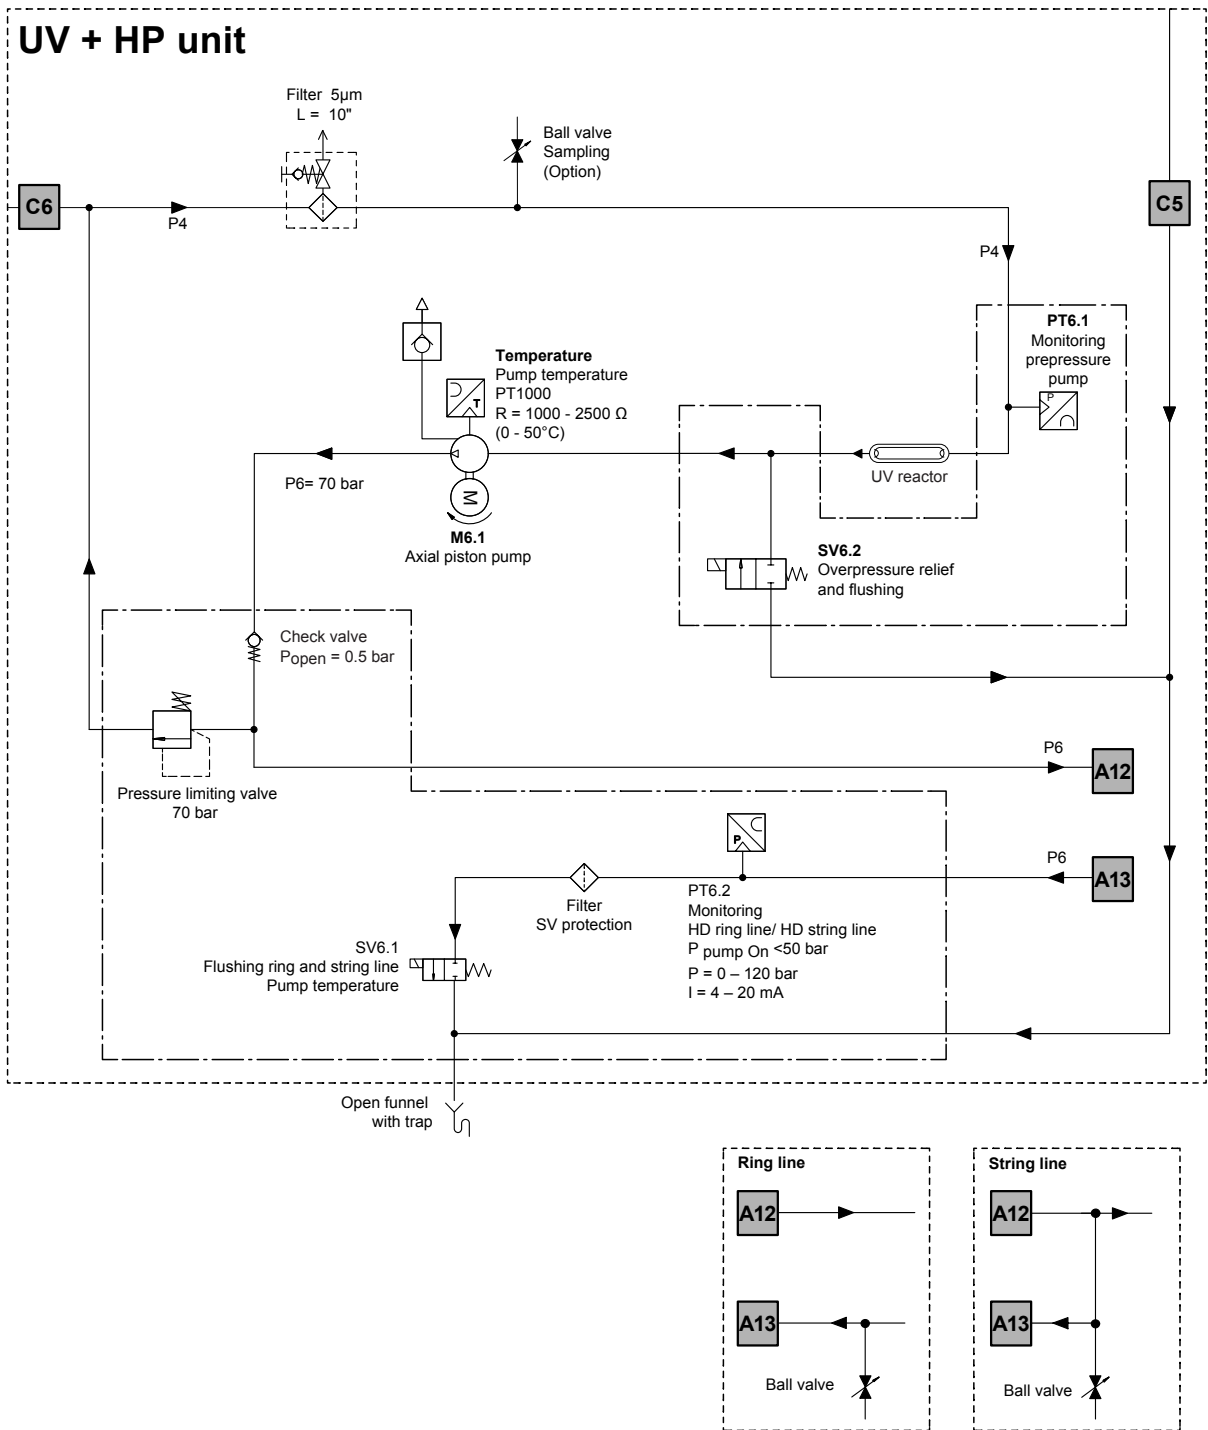 UV + HP unit
Filter 5µm
L = 10"
Ball valve
Sampling
(Option)
C6
C5
P4
P4
PT6.1
Monitoring
prepressure
pump
P
Temperature
Pump temperature
PT1000
R = 1000 - 2500 Ω
(0 - 50°C)
T
P6= 70 bar
M
M6.1
Axial piston pump
UV reactor
SV6.2
Overpressure relief
and flushing
Check valve
Popen = 0.5 bar
Pressure limiting valve
70 bar
P6
A12
P
P6
A13
Filter
SV protection
PT6.2
Monitoring
HD ring line/ HD string line
P pump On <50 bar
P = 0 – 120 bar
I = 4 – 20 mA
SV6.1
Flushing ring and string line
Pump temperature
Open funnel
with trap
Ring line
A12
A13
Ball valve
String line
A12
A13
Ball valve